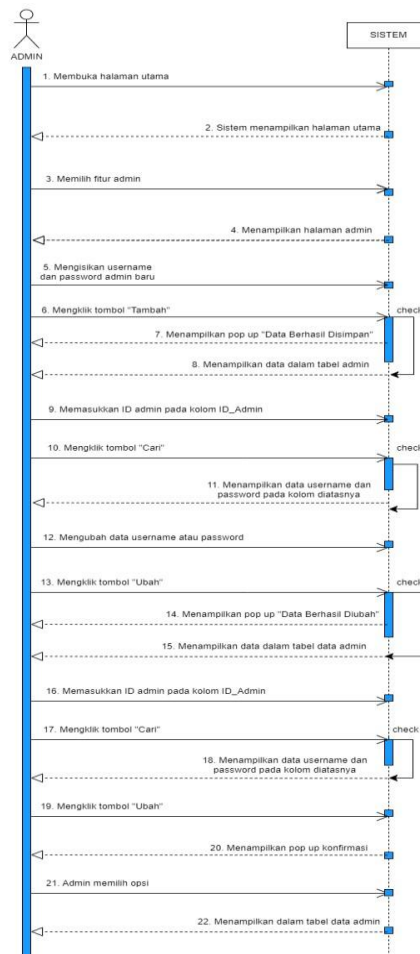 ADMIN
SISTEM
1. Membuka halaman utama
2. Sistem menampilkan halaman utama
3. Memilih fitur admin
4. Menampilkan halaman admin
5. Mengisikan username
dan password admin baru
6. Mengklik tombol "Tambah"
check
7. Menampilkan pop up "Data Berhasil Disimpan"
8. Menampilkan data dalam tabel admin
9. Memasukkan ID admin pada kolom ID_Admin
10. Mengklik tombol "Cari"
check
11. Menampilkan data username dan
password pada kolom diatasnya
12. Mengubah data username atau password
13. Mengklik tombol "Ubah"
check
14. Menampilkan pop up "Data Berhasil Diubah"
15. Menampilkan data dalam tabel data admin
16. Memasukkan ID admin pada kolom ID_Admin
17. Mengklik tombol "Cari"
check
18. Menampilkan data username dan
password pada kolom diatasnya
19. Mengklik tombol "Ubah"
20. Menampilkan pop up konfirmasi
21. Admin memilih opsi
22. Menampilkan dalam tabel data admin